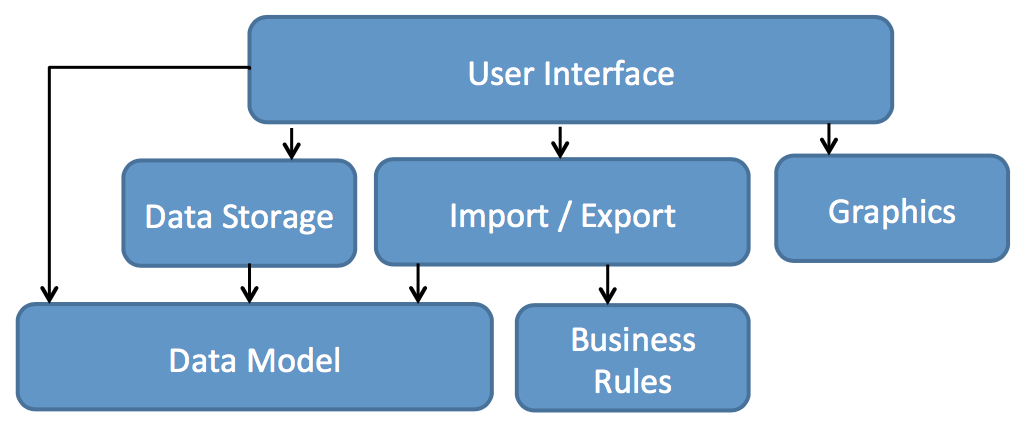 User Interface
Data Storage
Import / Export
Graphics
Data Model
Business
Rules